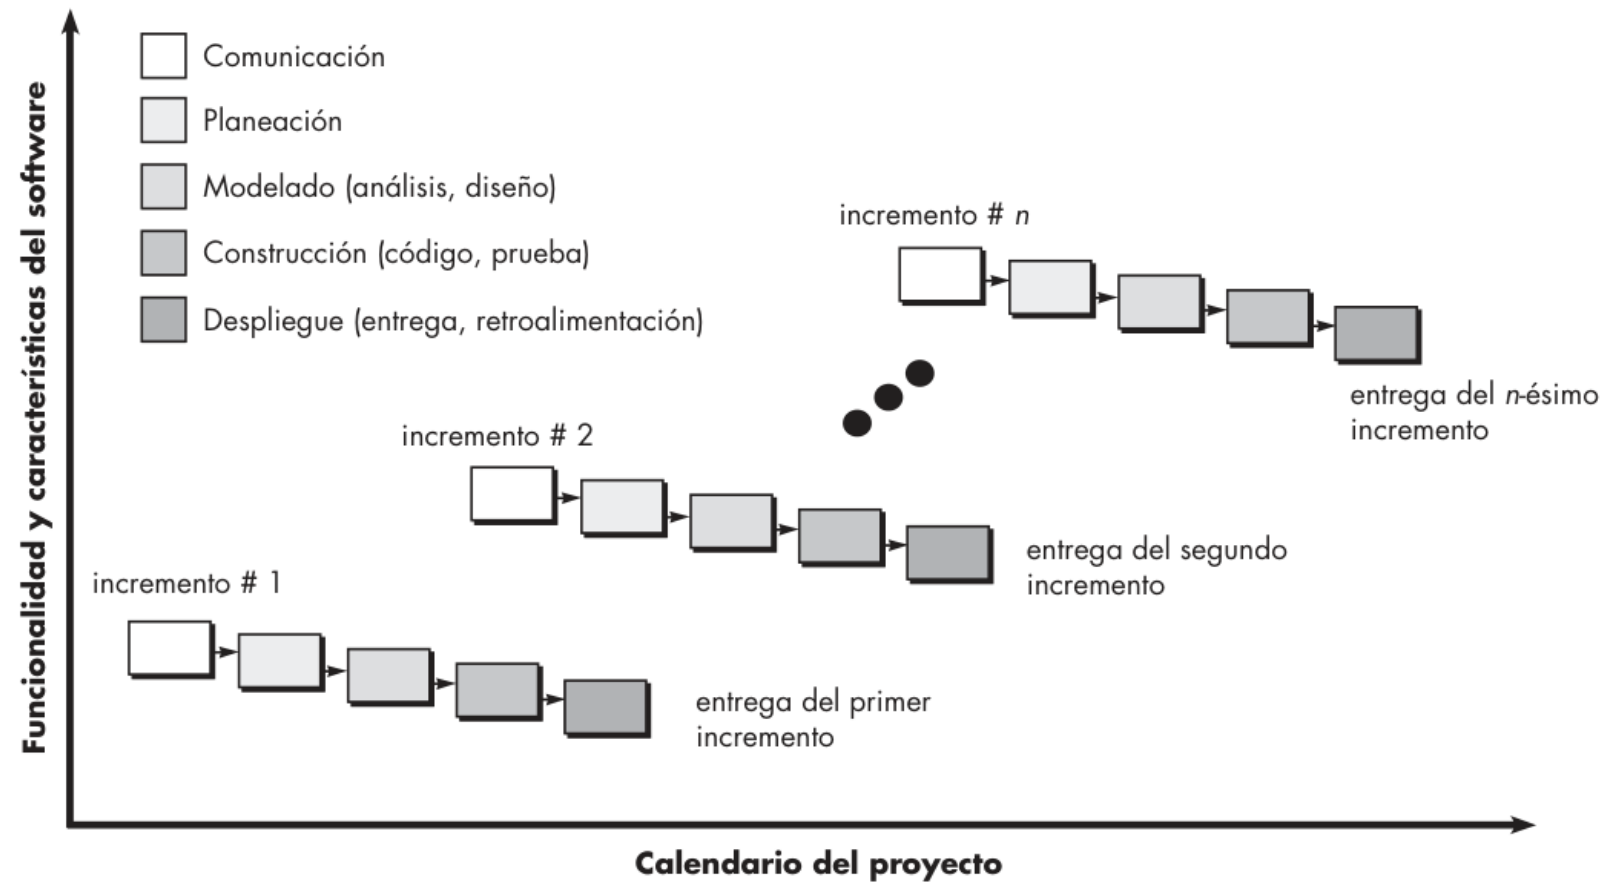 Funcionalidad y características del software
Comunicación
Planeación
Modelado (análisis, diseño)
Construcción (código, prueba)
Despliegue (entrega, retroalimentación)
incremento # n
entrega del n-ésimo
incremento
incremento # 2
entrega del segundo
incremento
incremento # 1
entrega del primer
incremento
Calendario del proyecto